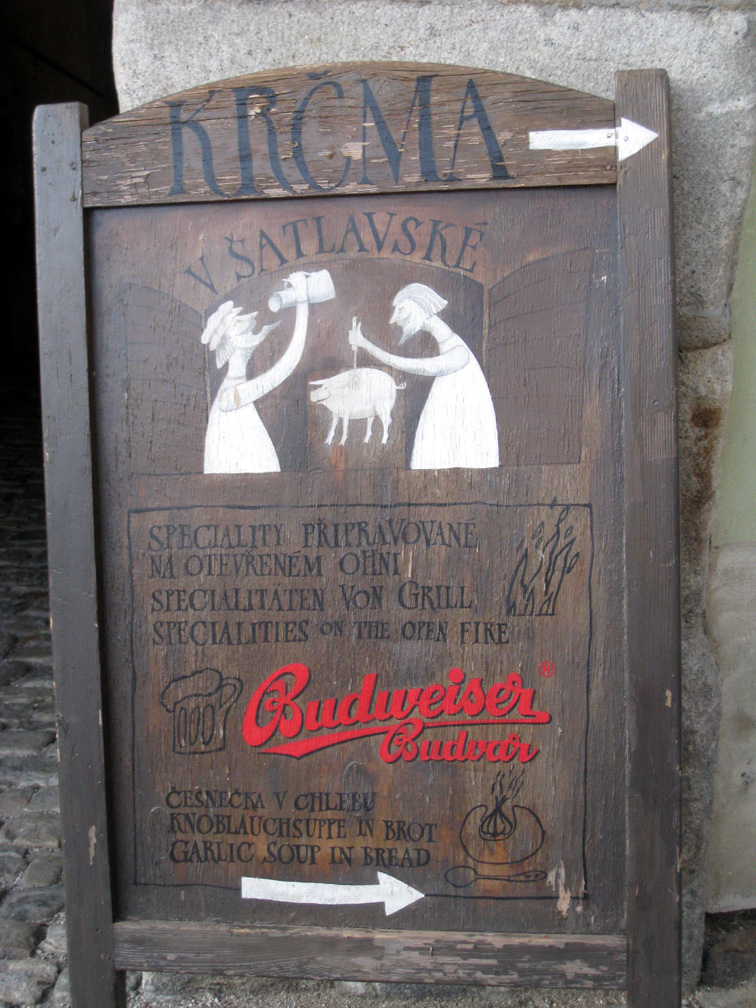 KRČMA
V ŠATLAVSKÉ
SPECIALITY PŘIPRAVOVANÉ
NA OTEVŘENÉM OHNI
SPECIALITÄTEN VON GRILL
SPECIALITIES ON THE OPEN FIRE
Budweiser®
Budvar
ČESNEČKA V CHLEBU
KNOBLAUCHSUPPE IN BROT
GARLIC SOUP IN BREAD